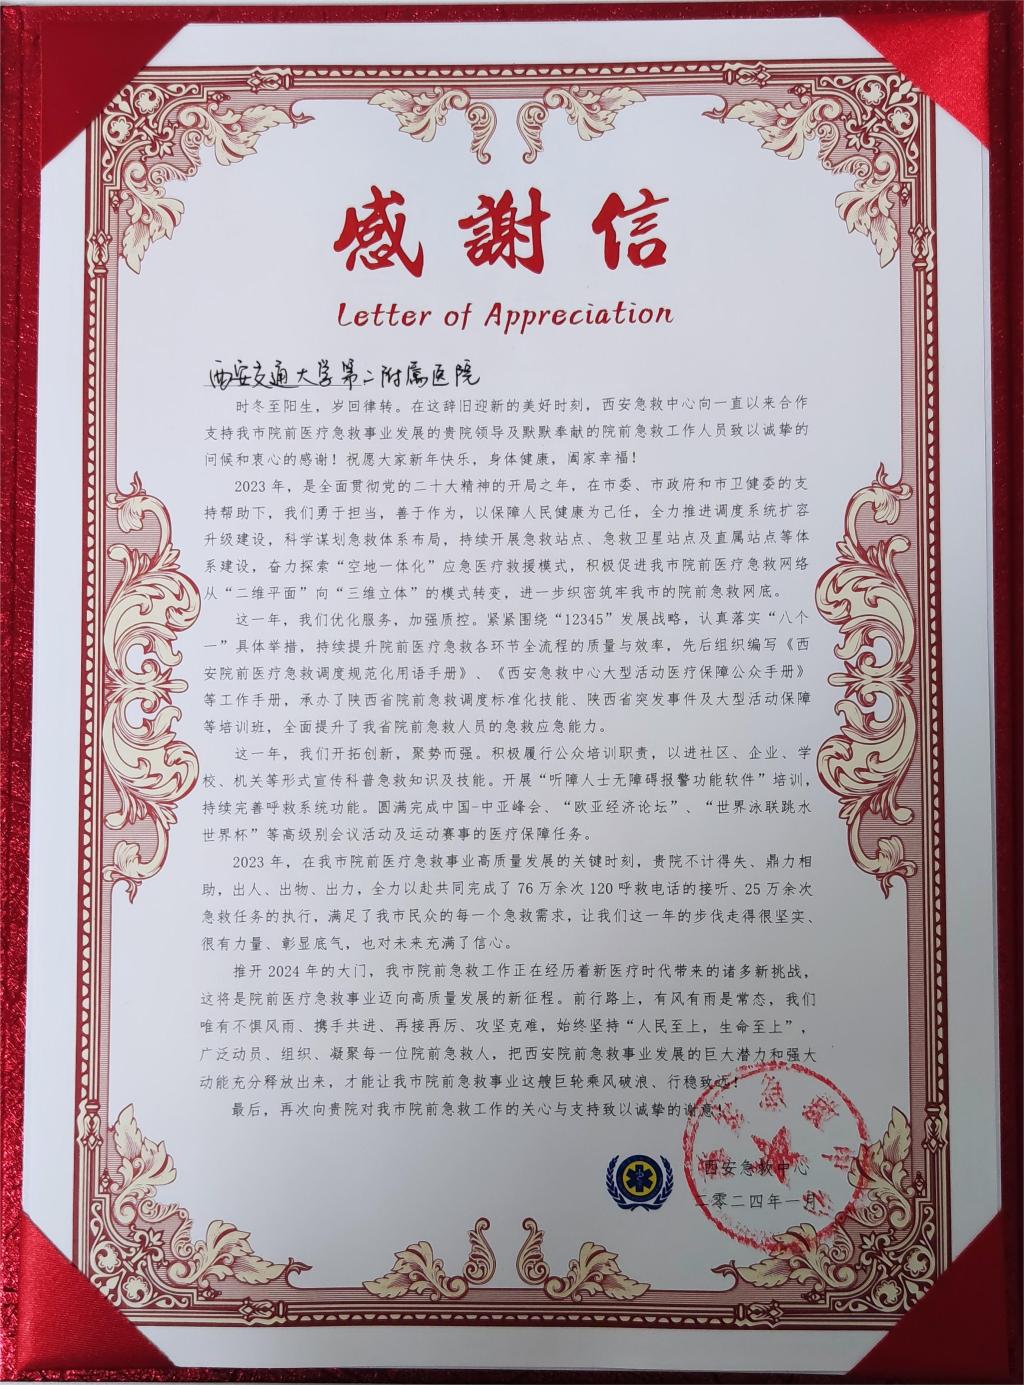 感謝信
Letter of Appreciation
西安交通大学第二附属医院
时冬至阳生，岁回律转。在这辞旧迎新的美好时刻，西安急救中心向一直以来合作
支持我市院前医疗急救事业发展的贵院领导及默默奉献的院前急救工作人员致以诚挚的
问候和衷心的感谢！祝愿大家新年快乐，身体健康，阖家幸福！
2023 年，是全面贯彻党的二十大精神的开局之年，在市委、市政府和市卫健委的支
持帮助下，我们勇于担当，善于作为，以保障人民健康为己任，全力推进调度系统扩容
升级建设，科学谋划急救体系布局，持续开展急救站点、急救卫星站点及直属站点等体
系建设，奋力探索“空地一体化”应急医疗救援模式，积极促进我市院前医疗急救网络
从“二维平面”向“三维立体”的模式转变，进一步织密筑牢我市的院前急救网底。
这一年，我们优化服务，加强质控。紧紧围绕“12345”发展战略，认真落实“八个
一”具体举措，持续提升院前医疗急救各环节全流程的质量与效率，先后组织编写《西
安院前医疗急救调度规范化用语手册》、《西安急救中心大型活动医疗保障公众手册》
等工作手册，承办了陕西省院前急救调度标准化技能、陕西省突发事件及大型活动保障
等培训班，全面提升了我省院前急救人员的急救应急能力。
这一年，我们开拓创新，聚势而强。积极履行公众培训职责，以进社区、企业、学
校、机关等形式宣传科普急救知识及技能。开展“听障人士无障碍报警功能软件”培训，
持续完善呼救系统功能。圆满完成中国-中亚峰会、“欧亚经济论坛”、“世界泳联跳水
世界杯”等高级别会议活动及运动赛事的医疗保障任务。
2023 年，在我市院前医疗急救事业高质量发展的关键时刻，贵院不计得失、鼎力相
助，出人、出物、出力，全力以赴共同完成了 76 万余次 120 呼救电话的接听、25 万余次
急救任务的执行，满足了我市民众的每一个急救需求，让我们这一年的步伐走得很坚实、
很有力量、彰显底气，也对未来充满了信心。
推开 2024 年的大门，我市院前急救工作正在经历着新医疗时代带来的诸多新挑战，
这将是院前医疗急救事业迈向高质量发展的新征程。前行路上，有风有雨是常态，我们
唯有不惧风雨、携手共进、再接再厉、攻坚克难，始终坚持“人民至上，生命至上”，
广泛动员、组织、凝聚每一位院前急救人，把西安院前急救事业发展的巨大潜力和强大
动能充分释放出来，才能让我市院前急救事业这艘巨轮乘风破浪、行稳致远！
最后，再次向贵院对我市院前急救工作的关心与支持致以诚挚的谢意！
西安急救中心
二零二四年一月